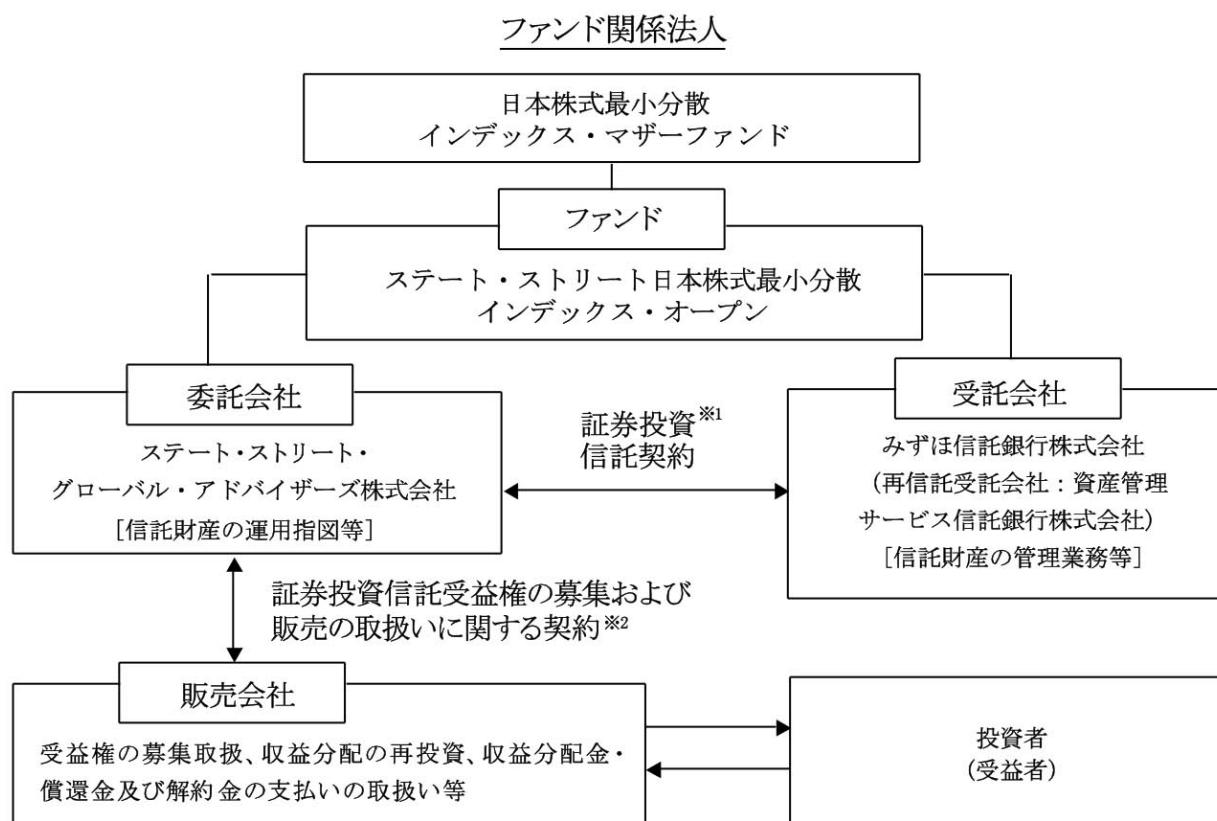 ファンド関係法人
日本株式最小分散
インデックス・マザーファンド
ファンド
ステート・ストリート日本株式最小分散
インデックス・オープン
委託会社
ステート・ストリート・
グローバル・アドバイザーズ株式会社
[信託財産の運用指図等]
証券投資※1
信託契約
受託会社
みずほ信託銀行株式会社
(再信託受託会社:資産管理
サービス信託銀行株式会社)
[信託財産の管理業務等]
証券投資信託受益権の募集および
販売の取扱いに関する契約※2
販売会社
受益権の募集取扱、収益分配の再投資、収益分配金・
償還金及び解約金の支払いの取扱い等
投資者
(受益者)